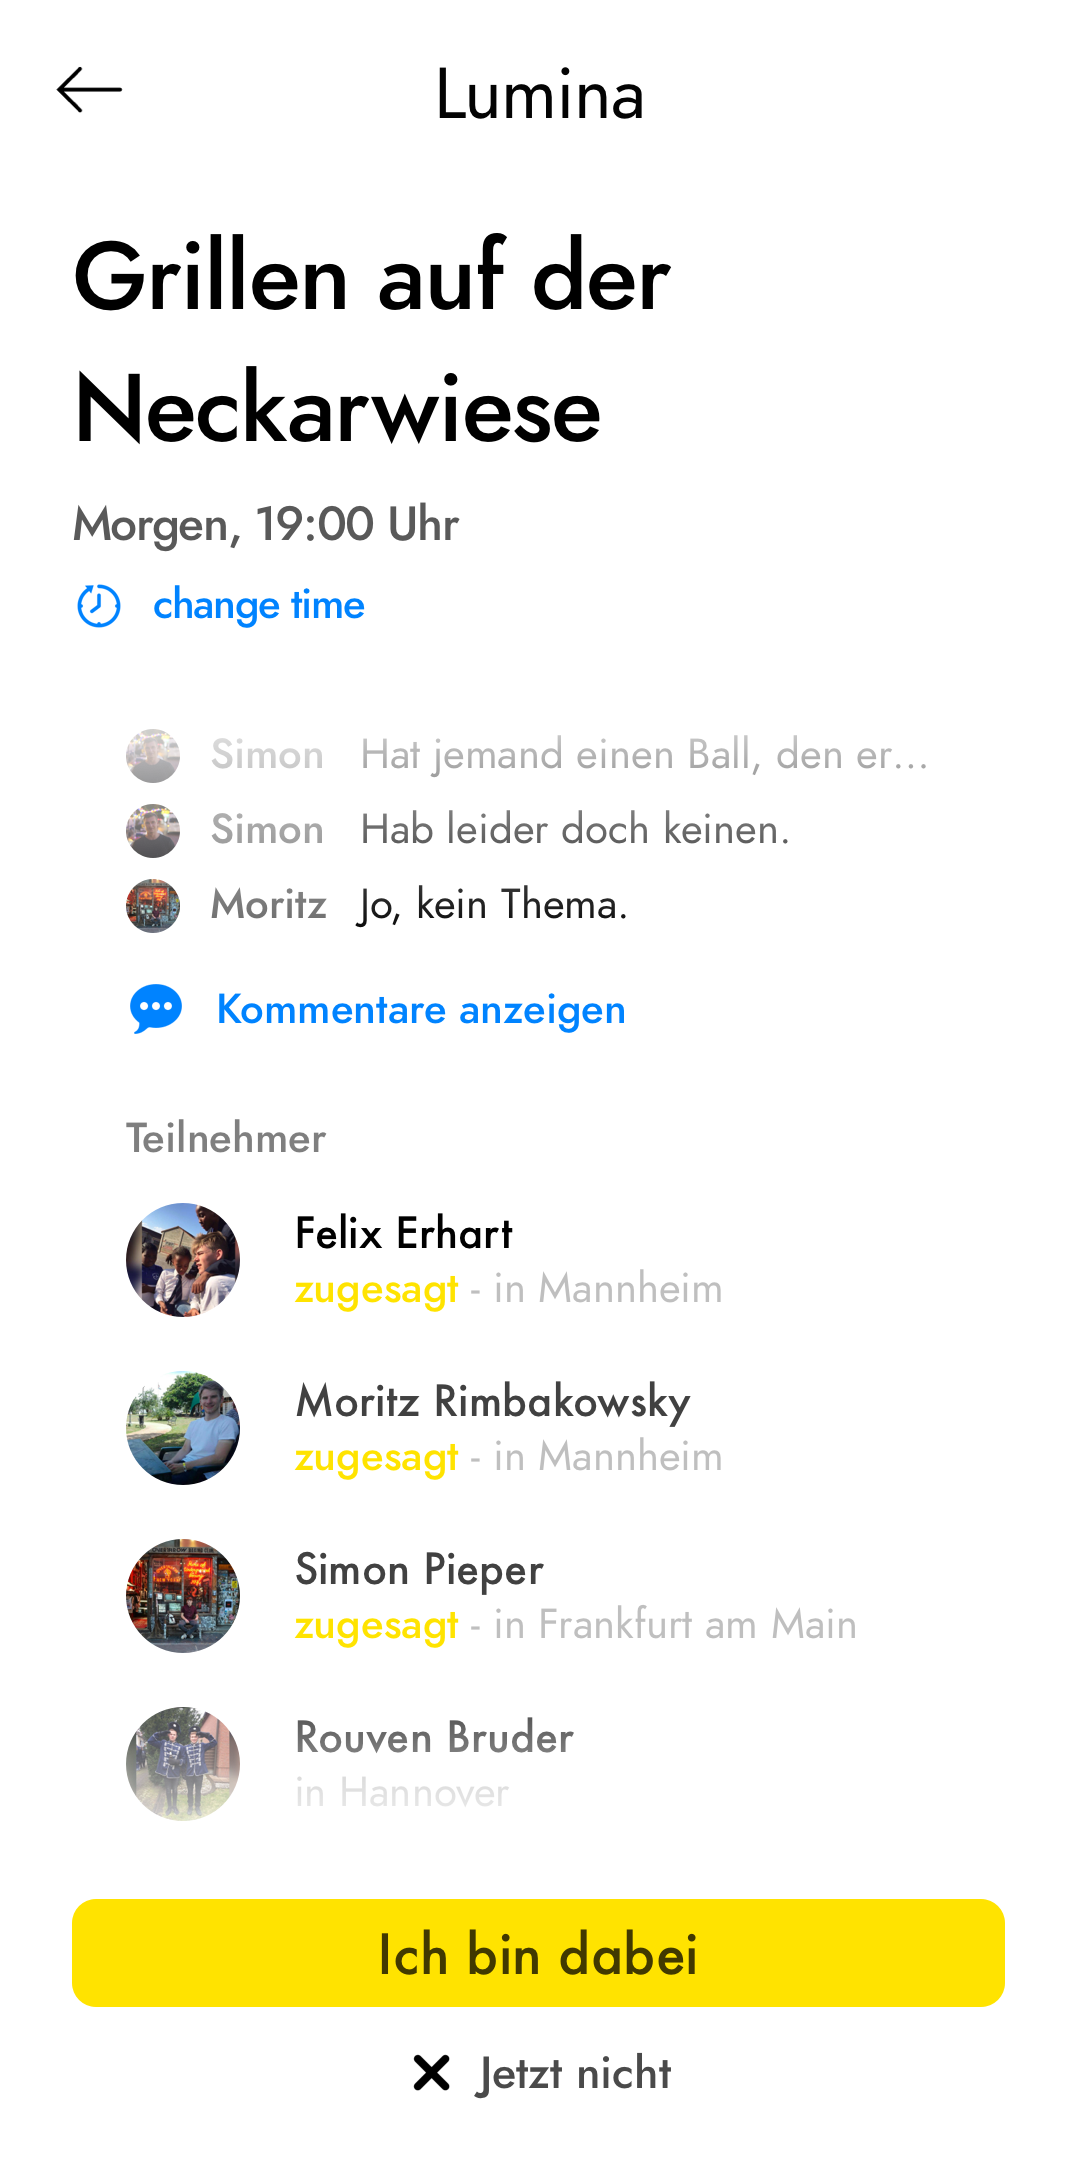 Lumina
Grillen auf der
Neckarwiese
Morgen, 19:00 Uhr
change time
Simon Hat jemand einen Ball, den er...
Simon Hab leider doch keinen.
Moritz Jo, kein Thema.
Kommentare anzeigen
Teilnehmer
Felix Erhart
zugesagt - in Mannheim
Moritz Rimbakowsky
zugesagt - in Mannheim
Simon Pieper
zugesagt - in Frankfurt am Main
Rouven Bruder
in Hannover
Ich bin dabei
Jetzt nicht